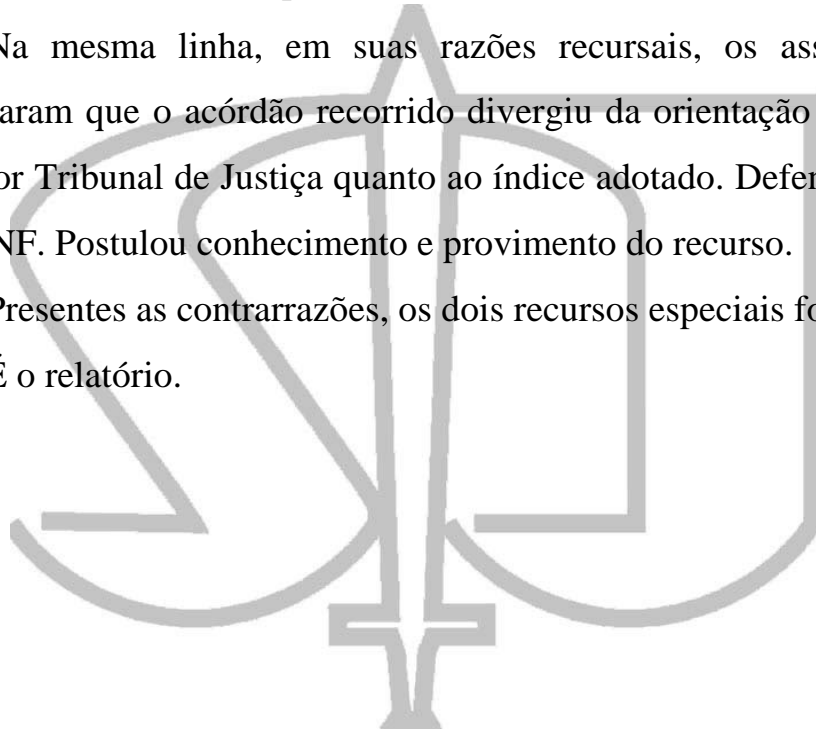 Na mesma linha, em suas razões recursais, os ass
aram que o acórdão recorrido divergiu da orientação
or Tribunal de Justiça quanto ao índice adotado. Defen
NF. Postulou conhecimento e provimento do recurso.
Presentes as contrarrazões, os dois recursos especiais fo
É o relatório.